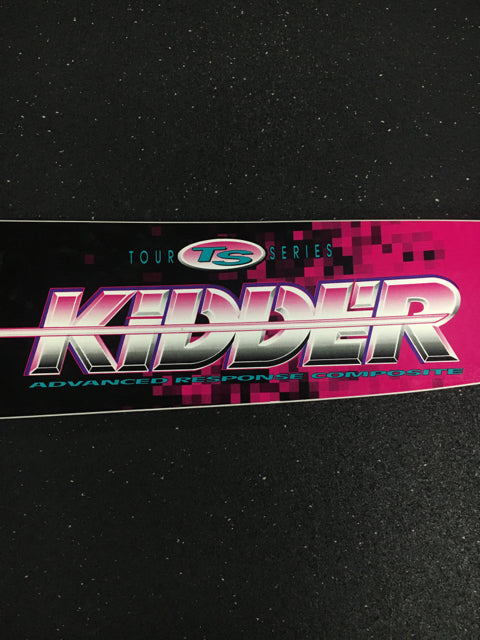 TOUR TS SERIES
KiDDER
ADVANCED RESPONSE COMPOSITE